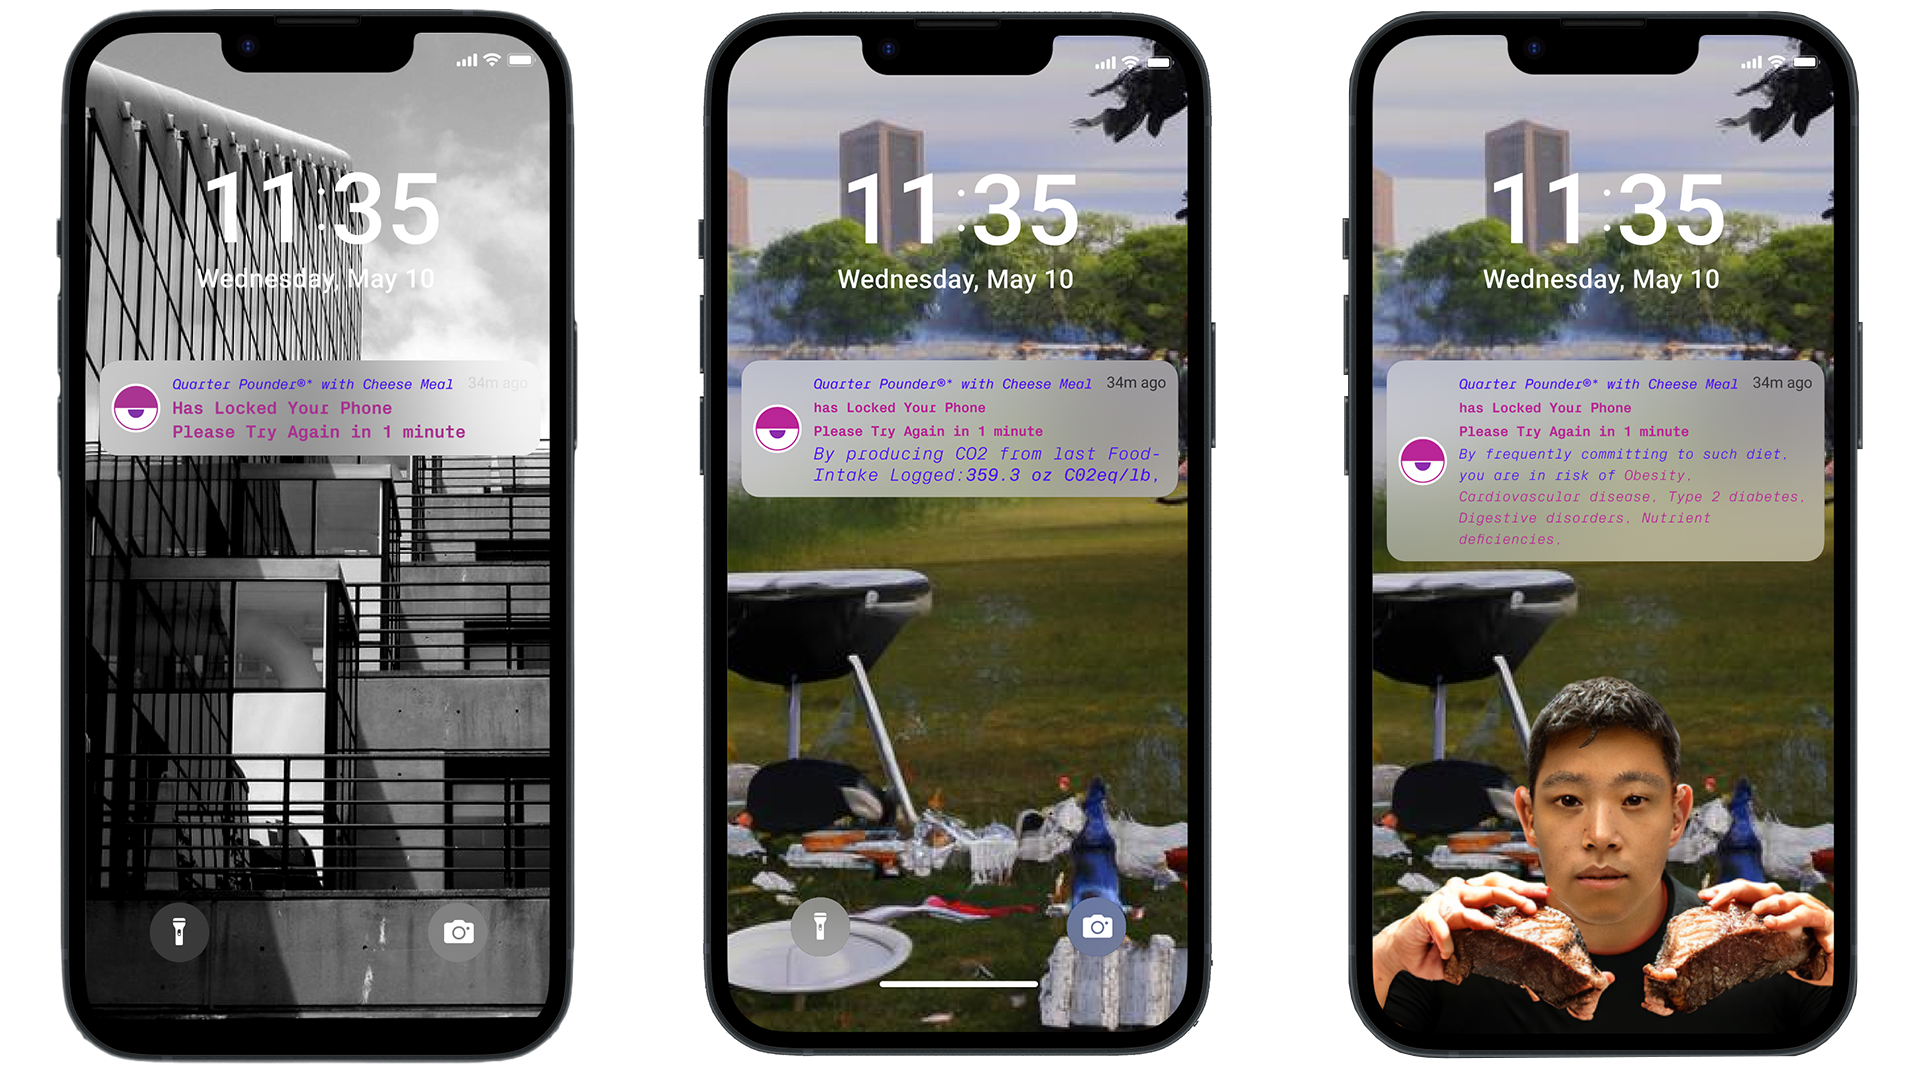 11:35
Wednesday, May 10
Quarter Pounder®* with Cheese Meal 34m ago
Has Locked Your Phone
Please Try Again in 1 minute
11:35
Wednesday, May 10
Quarter Pounder®* with Cheese Meal 34m ago
has Locked Your Phone
Please Try Again in 1 minute
By producing CO2 from last Food-
Intake Logged:359.3 oz C02eq/lb,
11:35
Wednesday, May 10
Quarter Pounder®* with Cheese Meal 34m ago
has Locked Your Phone
Please Try Again in 1 minute
By frequently committing to such diet,
you are in risk of Obesity,
Cardiovascular disease, Type 2 diabetes,
Digestive disorders, Nutrient
deficiencies,